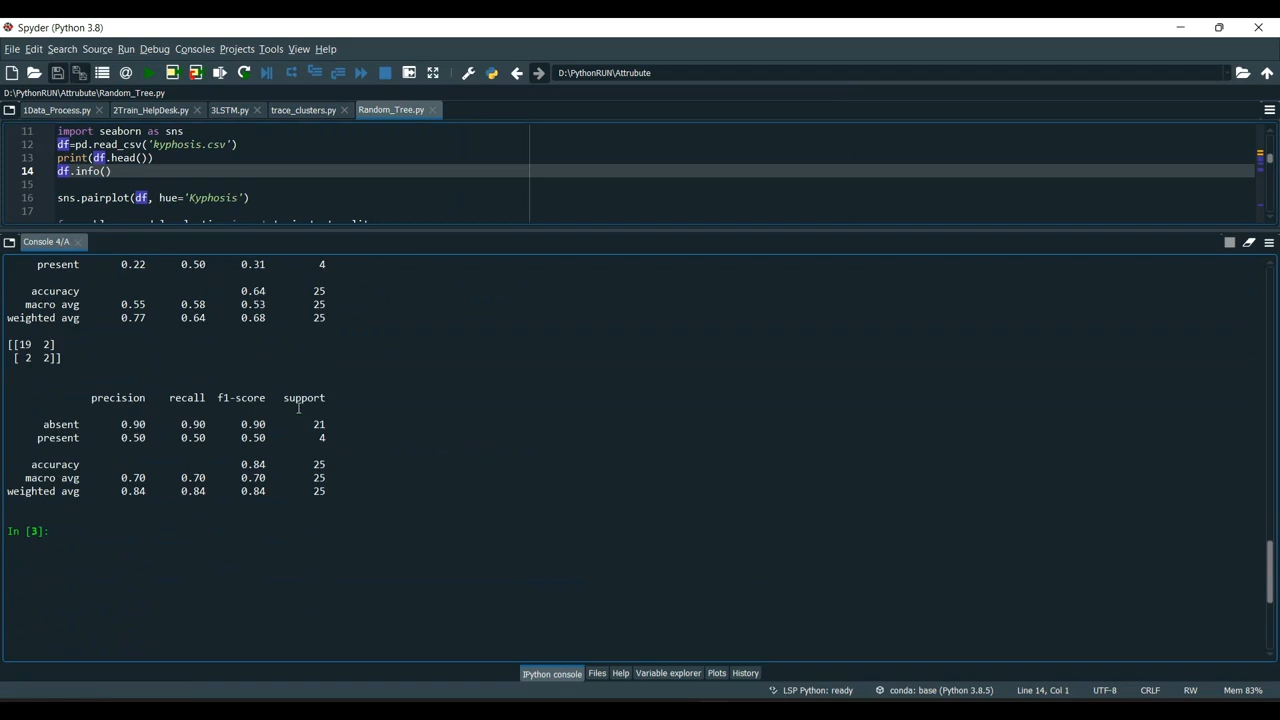 Spyder (Python 3.8)
File Edit Search Source Run Debug Consoles Projects Tools View Help
D:\PythonRUN\Attrubute
D:\PythonRUN\Attrubute\Random_Tree.py
1Data_Process.py 2Train_HelpDesk.py 3LSTM.py trace_clusters.py Random_Tree.py
11 import seaborn as sns
12 df=pd.read_csv('kyphosis.csv')
13 print(df.head())
14 df.info()
15
16 sns.pairplot(df, hue='Kyphosis')
17
Console 4/A
present 0.22 0.50 0.31 4
accuracy 0.64 25
macro avg 0.55 0.58 0.53 25
weighted avg 0.77 0.64 0.68 25
[[19 2]
[ 2 2]]
precision recall f1-score support
absent 0.90 0.90 0.90 21
present 0.50 0.50 0.50 4
accuracy 0.84 25
macro avg 0.70 0.70 0.70 25
weighted avg 0.84 0.84 0.84 25
In [3]:
IPython console Files Help Variable explorer Plots History
LSP Python: ready conda: base (Python 3.8.5) Line 14, Col 1 UTF-8 CRLF RW Mem 83%